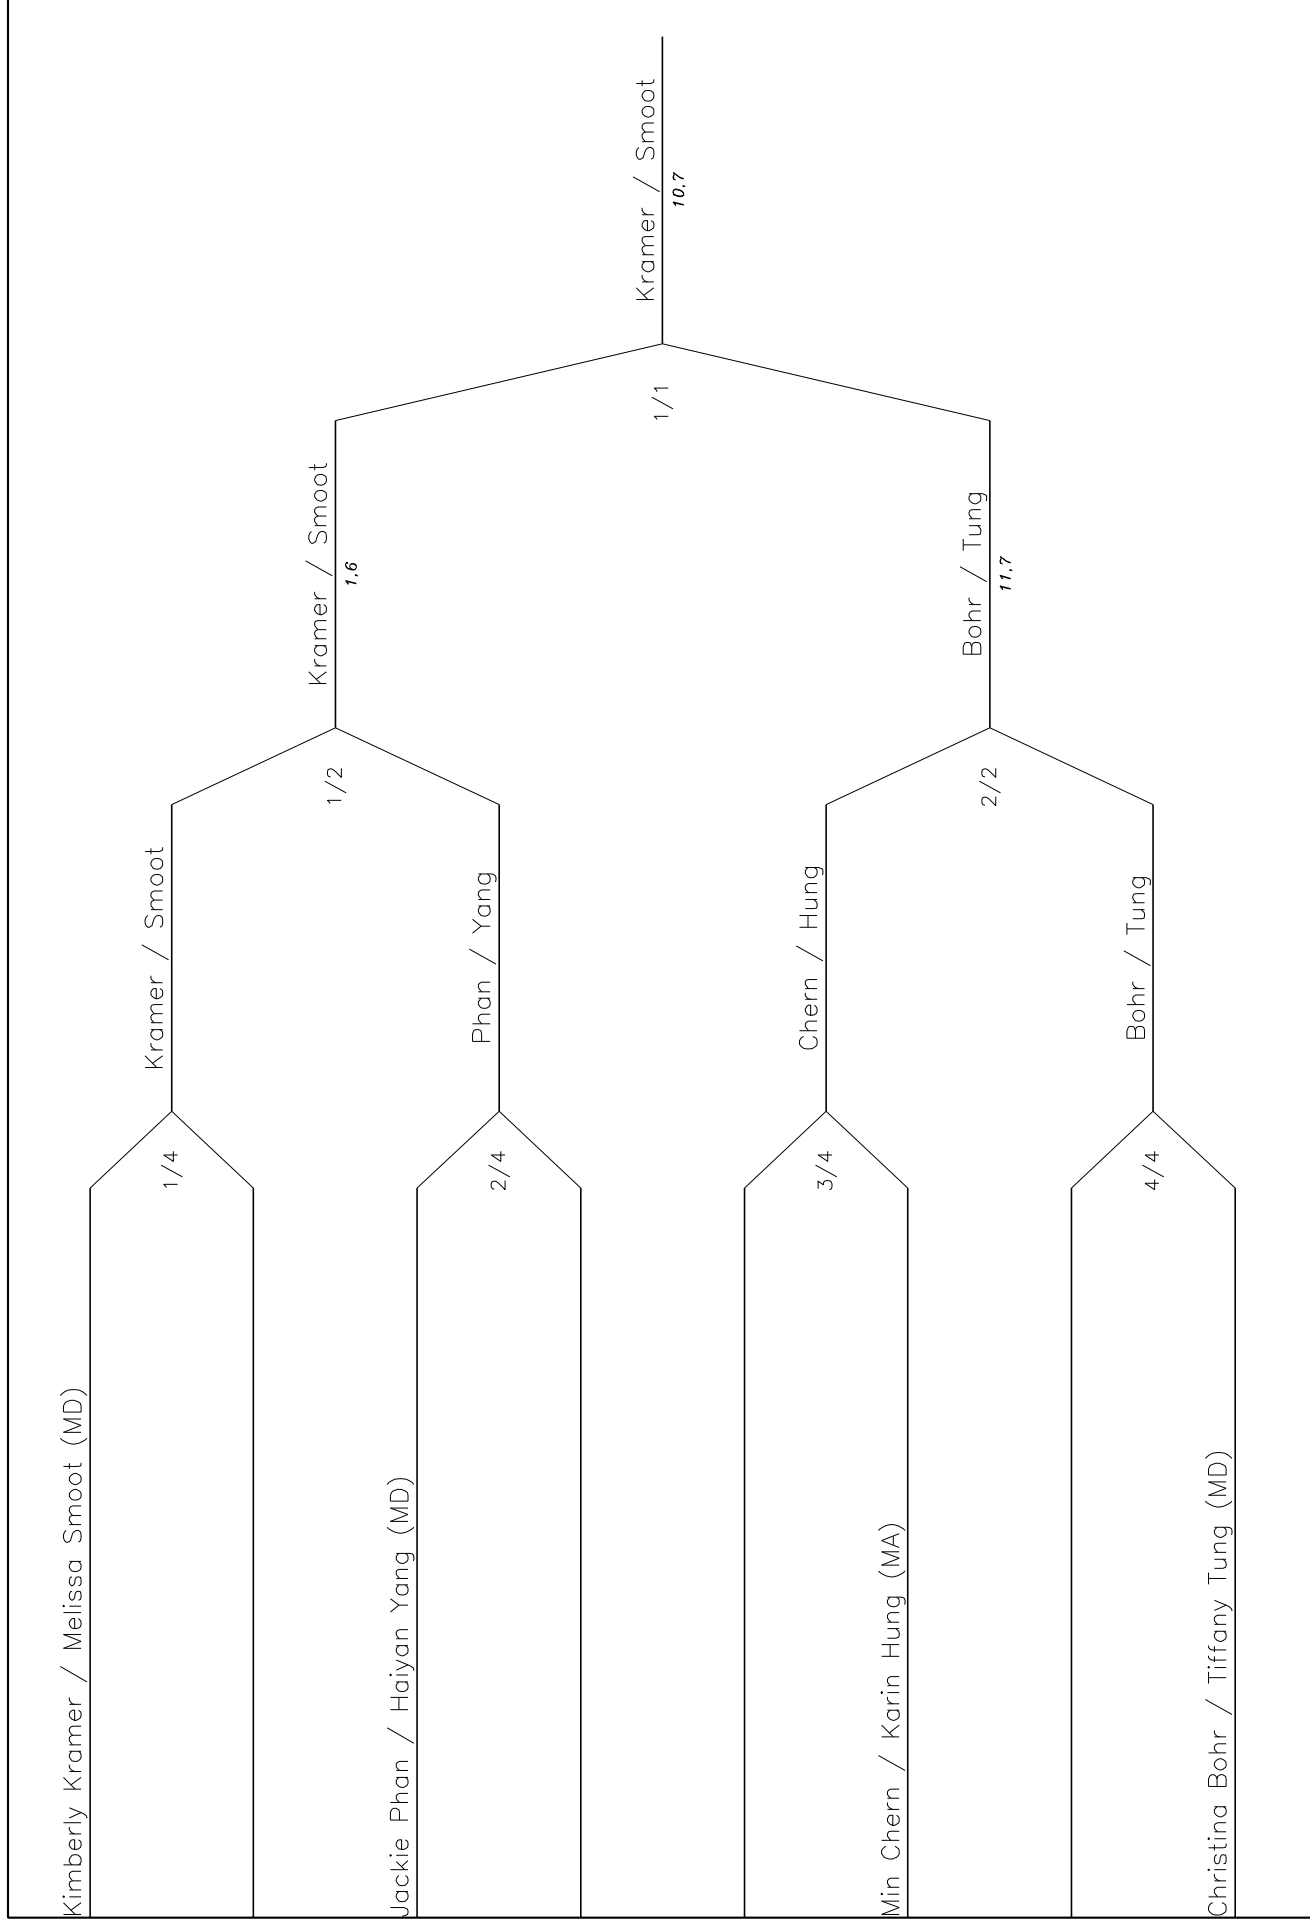 Kimberly Kramer / Melissa Smoot (MD)
Jackie Phan / Haiyan Yang (MD)
Min Chern / Karin Hung (MA)
Christina Bohr / Tiffany Tung (MD)
1/4
2/4
3/4
4/4
Kramer / Smoot
Phan / Yang
Chern / Hung
Bohr / Tung
1/2
2/2
Kramer / Smoot
1,6
Bohr / Tung
11,7
1/1
Kramer / Smoot
10,7